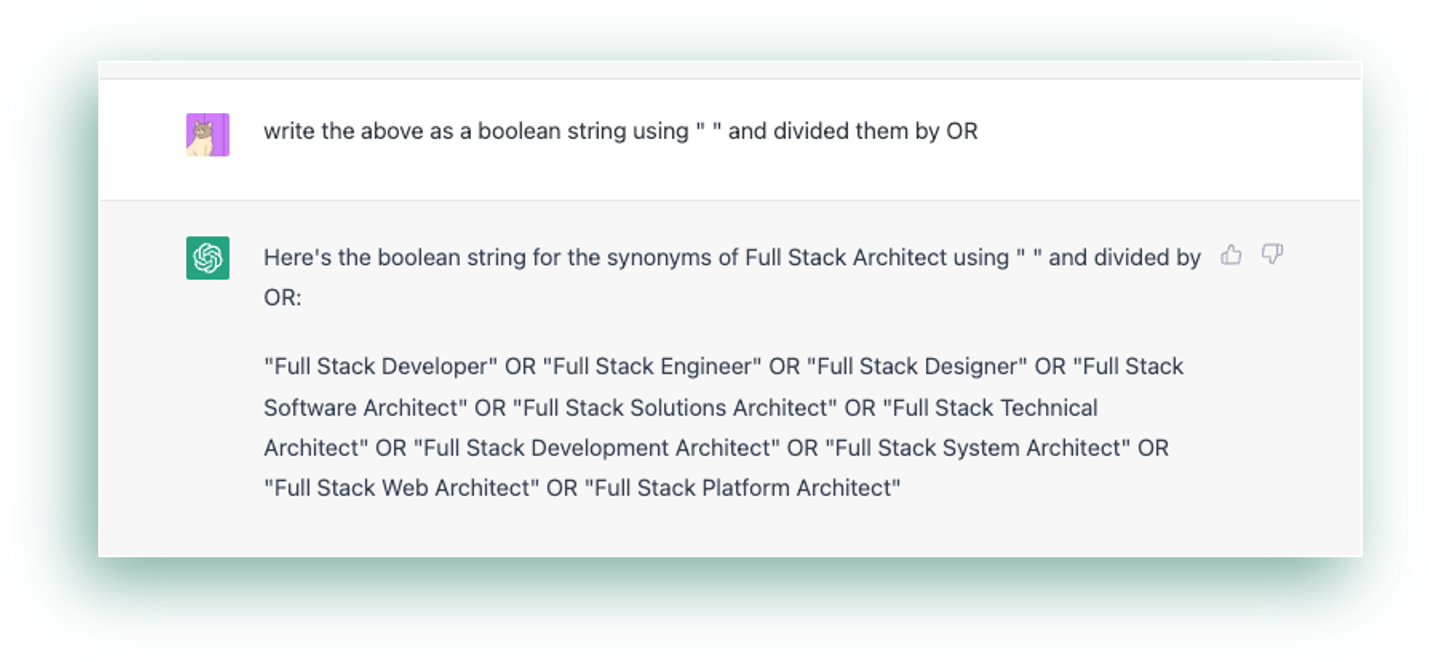 write the above as a boolean string using " " and divided them by OR
Here's the boolean string for the synonyms of Full Stack Architect using " " and divided by
OR:
"Full Stack Developer" OR "Full Stack Engineer" OR "Full Stack Designer" OR "Full Stack
Software Architect" OR "Full Stack Solutions Architect" OR "Full Stack Technical
Architect" OR "Full Stack Development Architect" OR "Full Stack System Architect" OR
"Full Stack Web Architect" OR "Full Stack Platform Architect"